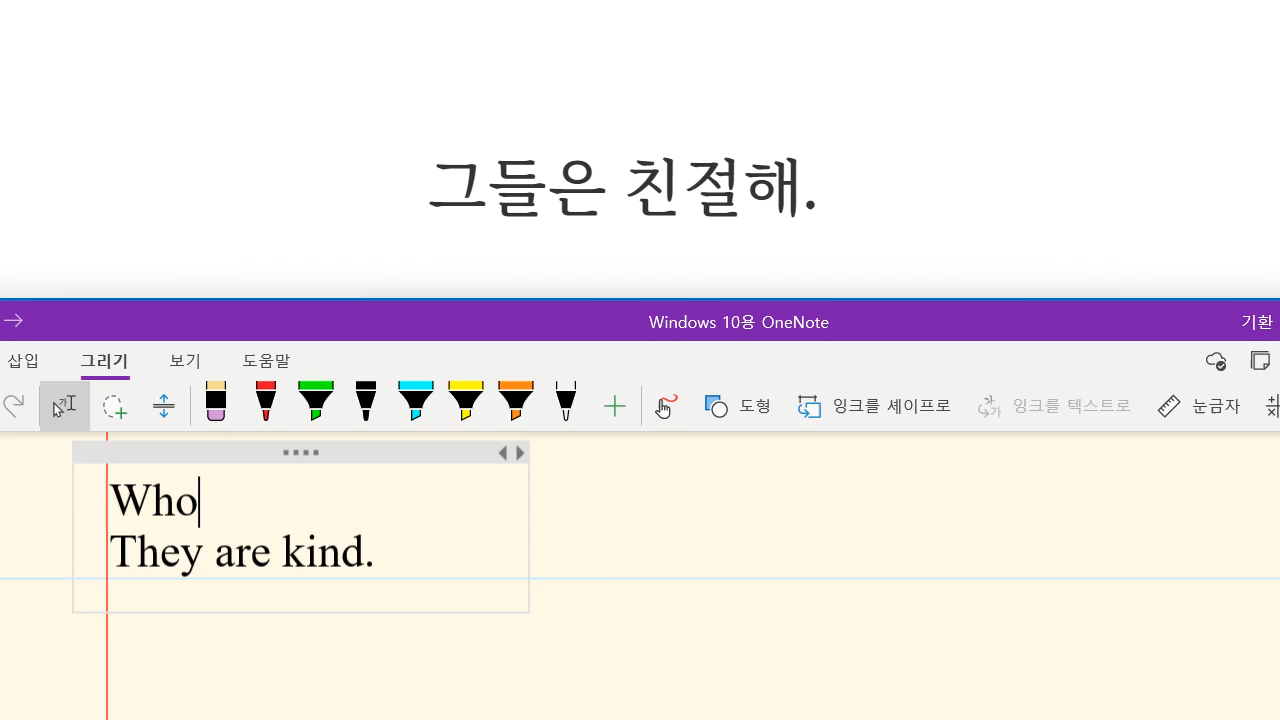 그들은 친절해.
Windows 10용 OneNote
기환
삽입 그리기 보기 도움말
가
도형 잉크를 셰이프로 잉크를 텍스트로 눈금자
Who
They are kind.